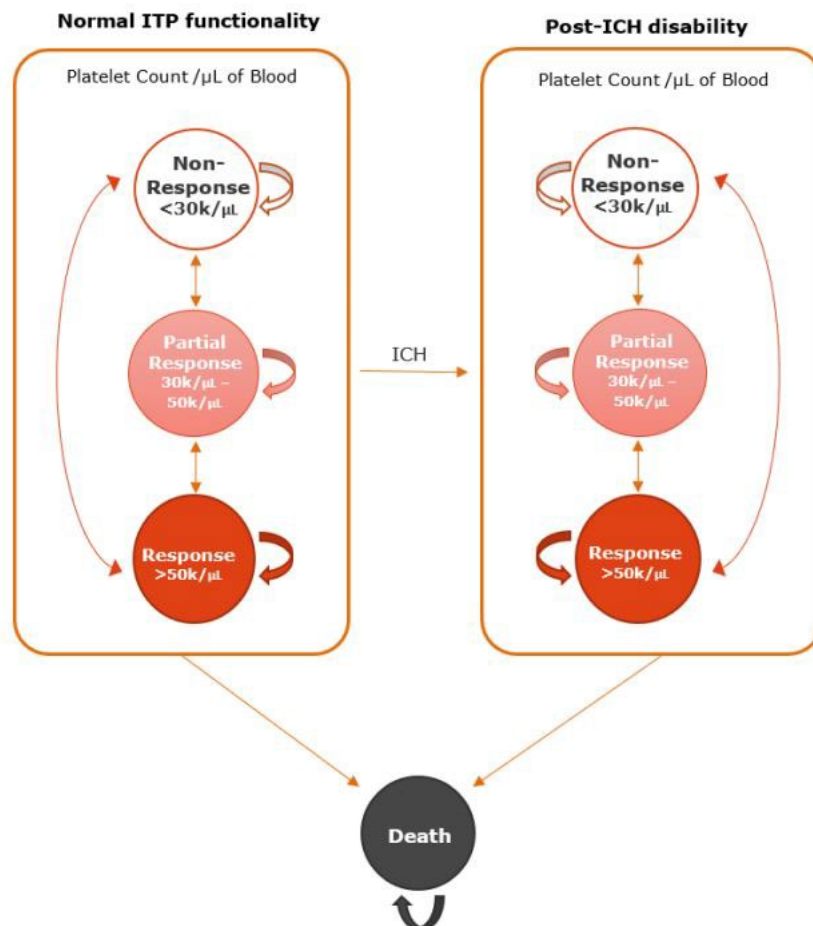 Normal ITP functionality
Platelet Count /µL of Blood
Non-
Response
<30k/µL
Partial
Response
30k/µL –
50k/µL
Response
>50k/µL
ICH
Post-ICH disability
Platelet Count /µL of Blood
Non-
Response
<30k/µL
Partial
Response
30k/µL –
50k/µL
Response
>50k/µL
Death